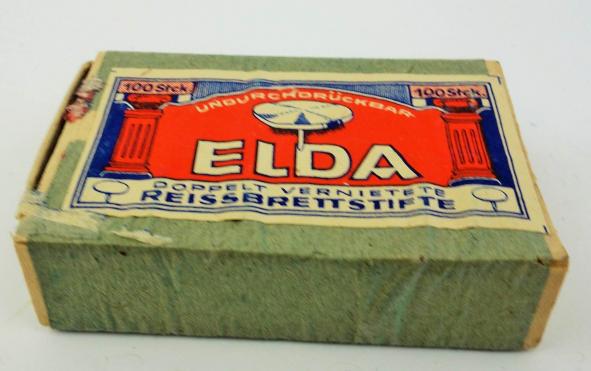 100 Stck. 100 Stck.
UNDURCHDRÜCKBAR
ELDA
DOPPELT VERNIETETE
REISSBRETTSTIFTE